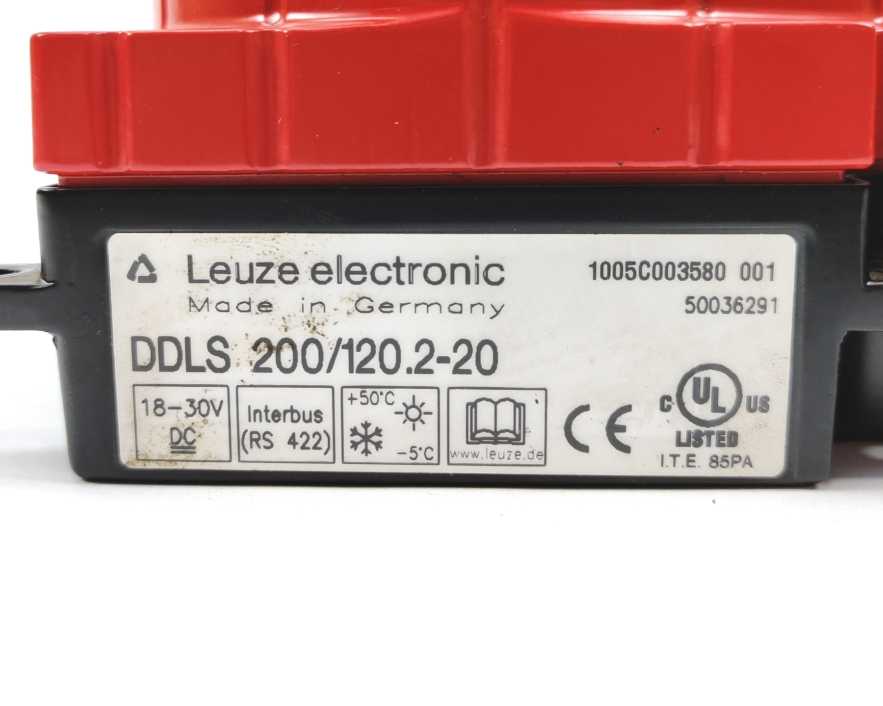 Leuze electronic
1005C003580 001
Made in Germany
50036291
DDLS 200/120.2-20
18-30V
DC
Interbus
(RS 422)
+50°C
-5°C
www.leuze.de
CE
C UL US
LISTED
I.T.E. 85PA